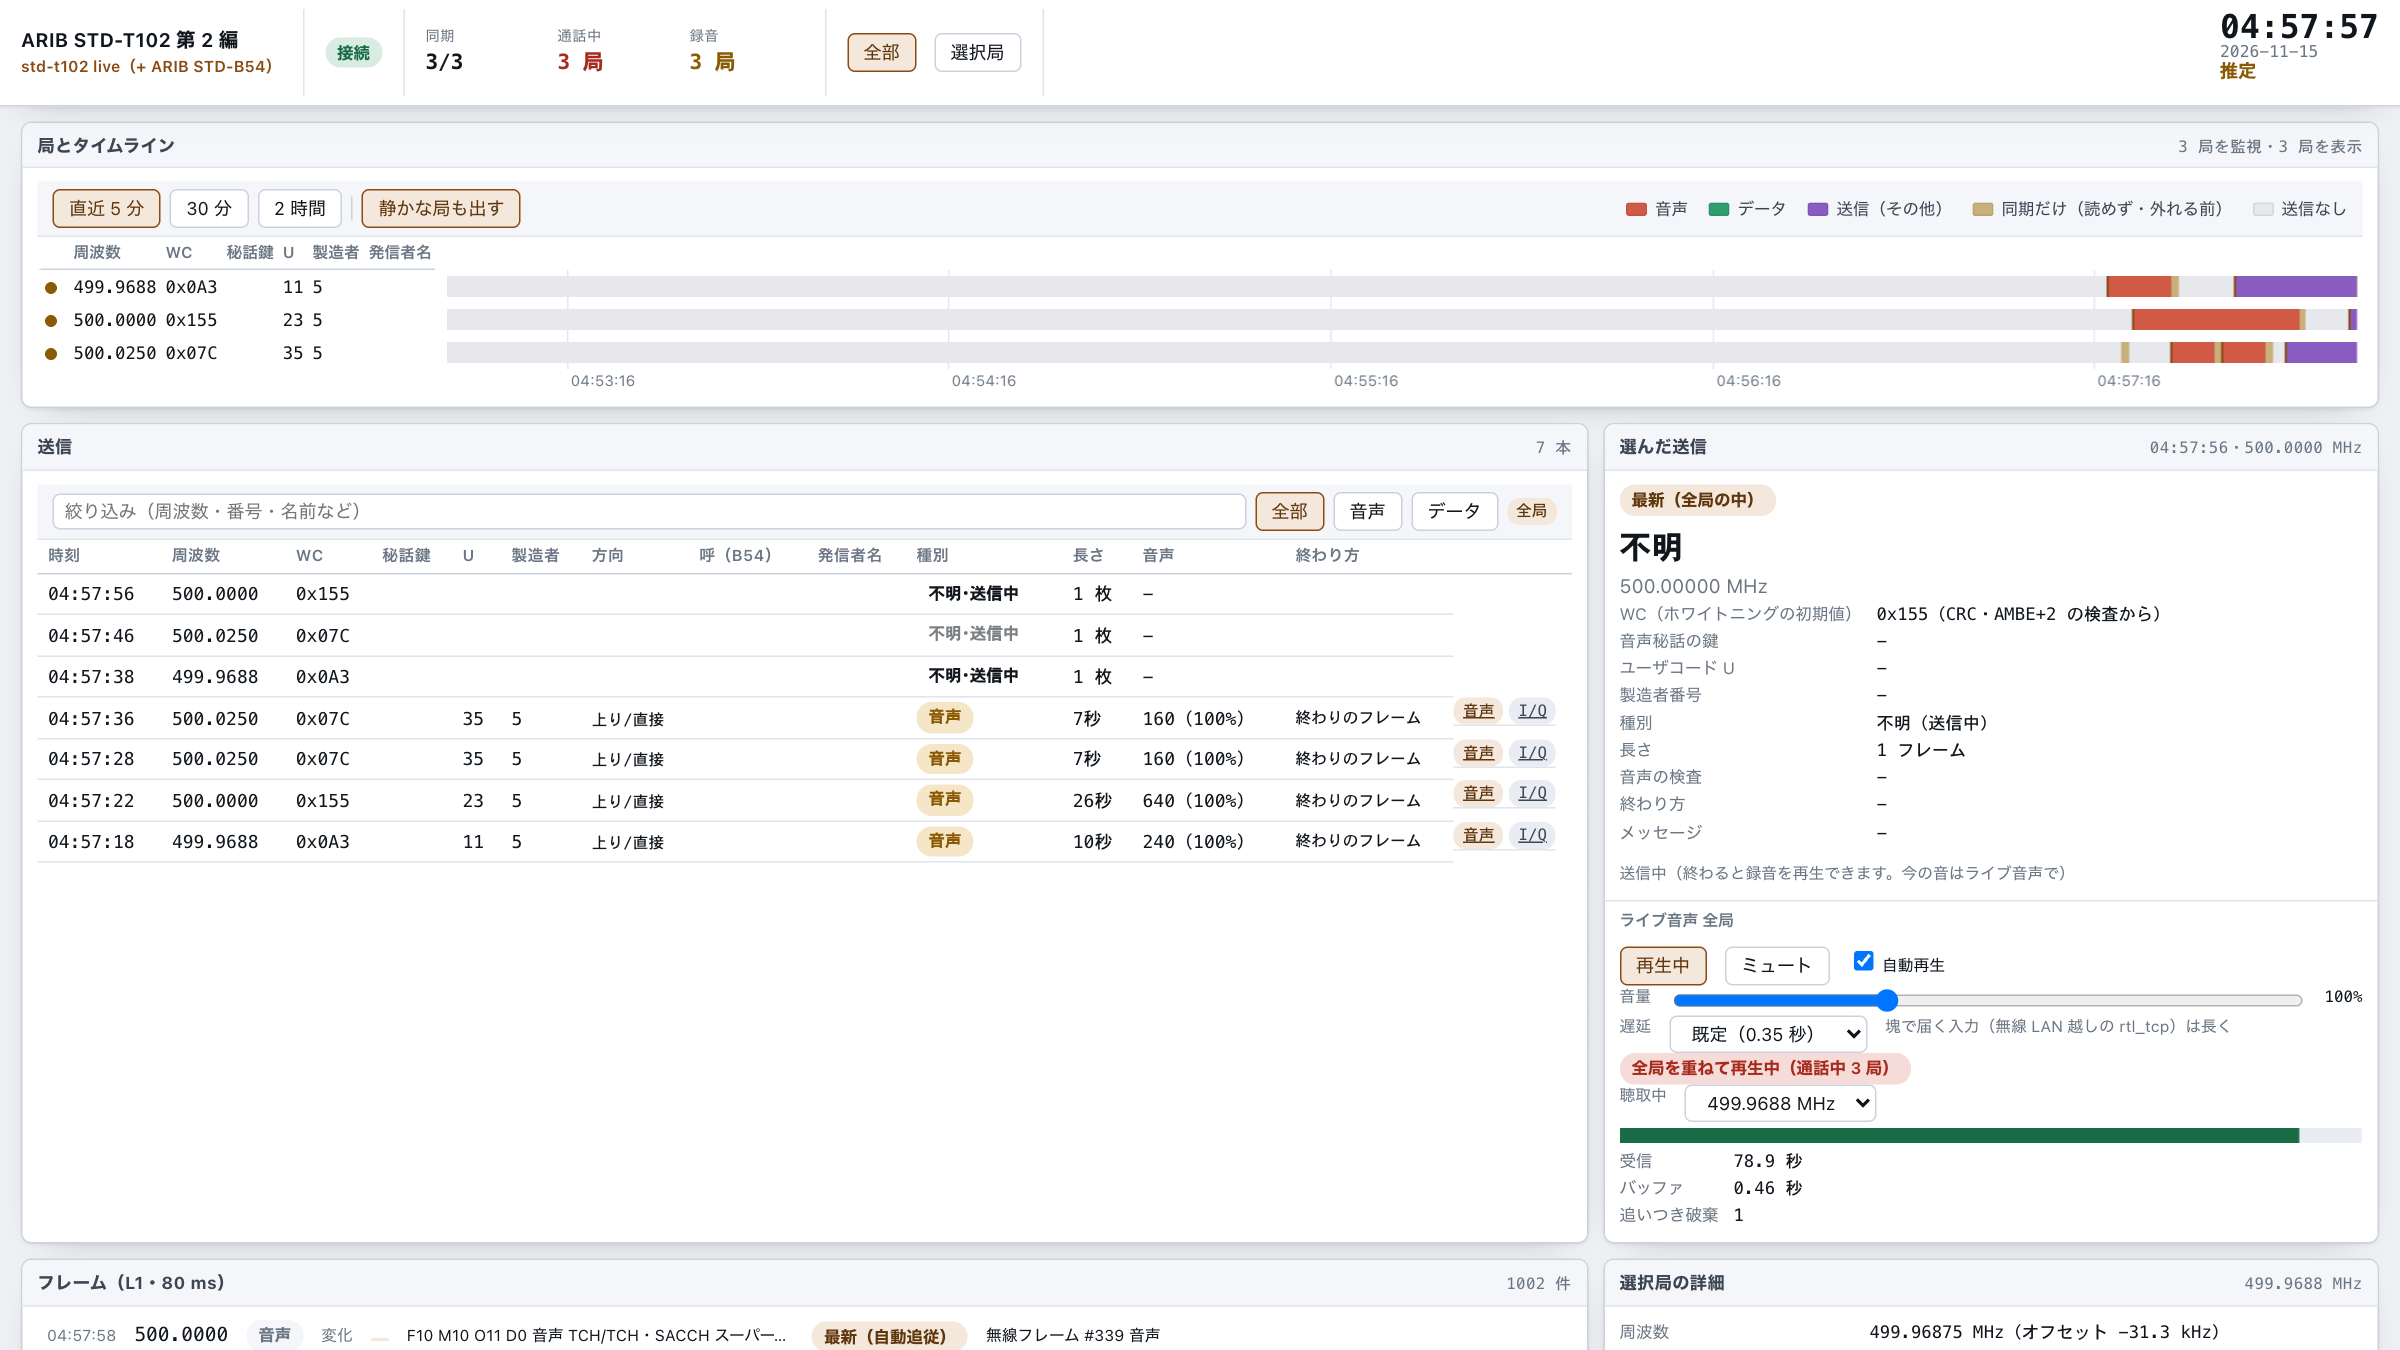 ARIB STD-T102 第 2 編
std-t102 live（+ ARIB STD-B54）
接続
同期 通話中 録音
3/3 3 局 3 局
全部 選択局
04:57:57
2026-11-15
推定
局とタイムライン 3 局を監視・3 局を表示
直近 5 分 30 分 2 時間 静かな局も出す 音声 データ 送信（その他） 同期だけ（読めず・外れる前） 送信なし
周波数 WC 秘話鍵 U 製造者 発信者名
499.9688 0x0A3 11 5
500.0000 0x155 23 5
500.0250 0x07C 35 5
04:53:16 04:54:16 04:55:16 04:56:16 04:57:16
送信 7 本
絞り込み（周波数・番号・名前など） 全部 音声 データ 全局
時刻 周波数 WC 秘話鍵 U 製造者 方向 呼（B54） 発信者名 種別 長さ 音声 終わり方
04:57:56 500.0000 0x155 不明・送信中 1 枚 –
04:57:46 500.0250 0x07C 不明・送信中 1 枚 –
04:57:38 499.9688 0x0A3 不明・送信中 1 枚 –
04:57:36 500.0250 0x07C 35 5 上り/直接 音声 7秒 160（100%） 終わりのフレーム 音声 I/Q
04:57:28 500.0250 0x07C 35 5 上り/直接 音声 7秒 160（100%） 終わりのフレーム 音声 I/Q
04:57:22 500.0000 0x155 23 5 上り/直接 音声 26秒 640（100%） 終わりのフレーム 音声 I/Q
04:57:18 499.9688 0x0A3 11 5 上り/直接 音声 10秒 240（100%） 終わりのフレーム 音声 I/Q
選んだ送信 04:57:56・500.0000 MHz
最新（全局の中）
不明
500.00000 MHz
WC（ホワイトニングの初期値） 0x155（CRC・AMBE+2 の検査から）
音声秘話の鍵 –
ユーザコード U –
製造者番号 –
種別 不明（送信中）
長さ 1 フレーム
音声の検査 –
終わり方 –
メッセージ –
送信中（終わると録音を再生できます。今の音はライブ音声で）
ライブ音声 全局
再生中 ミュート 自動再生
音量 100%
遅延 既定（0.35 秒） 塊で届く入力（無線 LAN 越しの rtl_tcp）は長く
全局を重ねて再生中（通話中 3 局）
聴取中 499.9688 MHz
受信 78.9 秒
バッファ 0.46 秒
追いつき破棄 1
フレーム（L1・80 ms） 1002 件
04:57:58 500.0000 音声 変化 F10 M10 O11 D0 音声 TCH/TCH・SACCH スーパー... 最新（自動追従） 無線フレーム #339 音声
選択局の詳細 499.9688 MHz
周波数 499.96875 MHz（オフセット −31.3 kHz）